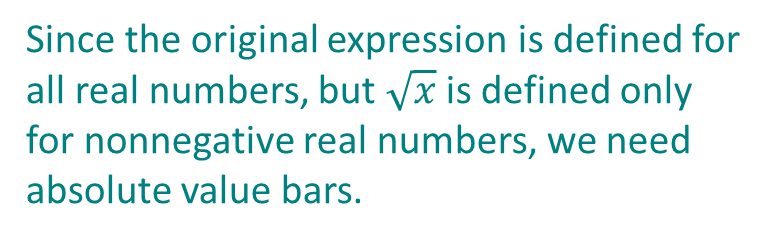 Since the original expression is defined for
all real numbers, but √x is defined only
for nonnegative real numbers, we need
absolute value bars.